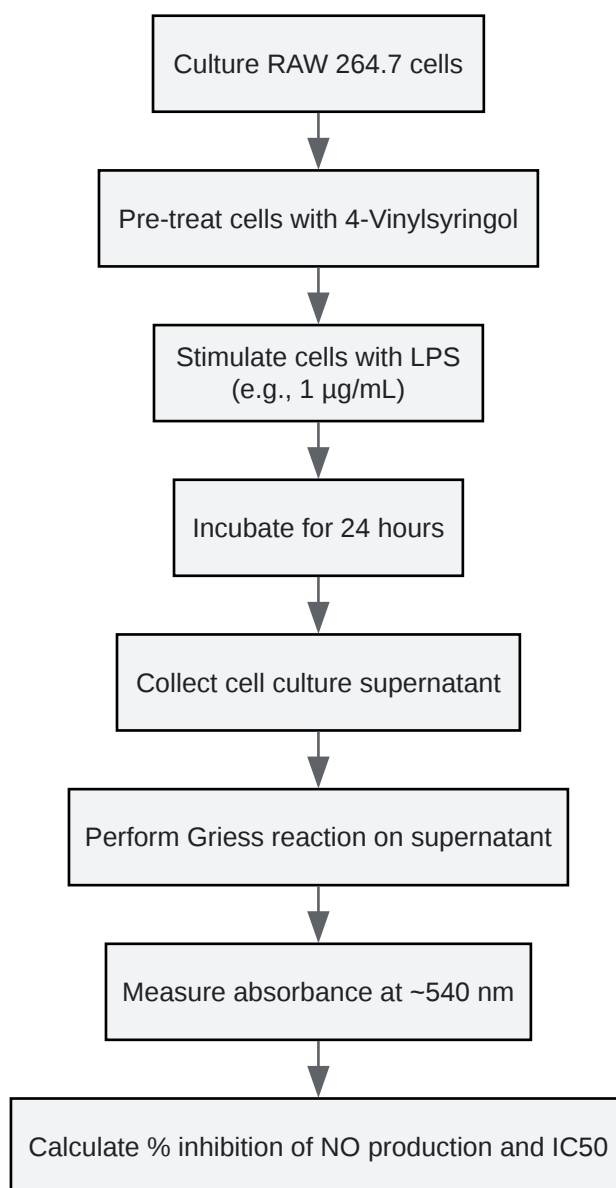 Culture RAW 264.7 cells
Pre-treat cells with 4-Vinylsyringol
Stimulate cells with LPS
(e.g., 1 µg/mL)
Incubate for 24 hours
Collect cell culture supernatant
Perform Griess reaction on supernatant
Measure absorbance at ~540 nm
Calculate % inhibition of NO production and IC50